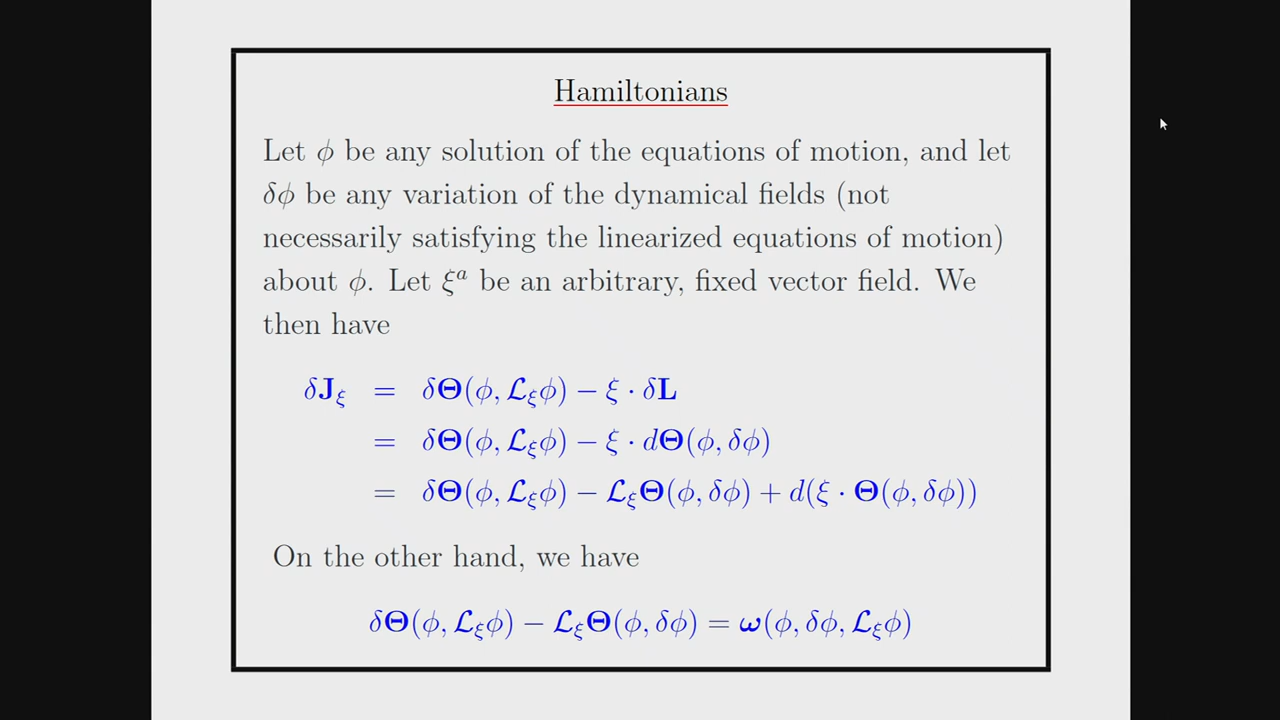 Hamiltonians
Let ϕ be any solution of the equations of motion, and let
δϕ be any variation of the dynamical fields (not
necessarily satisfying the linearized equations of motion)
about ϕ. Let ξᵃ be an arbitrary, fixed vector field. We
then have
δ𝐉_ξ = δ𝚯(ϕ, ℒ_ξϕ) − ξ · δ𝐋
= δ𝚯(ϕ, ℒ_ξϕ) − ξ · d𝚯(ϕ, δϕ)
= δ𝚯(ϕ, ℒ_ξϕ) − ℒ_ξ𝚯(ϕ, δϕ) + d(ξ · 𝚯(ϕ, δϕ))
On the other hand, we have
δ𝚯(ϕ, ℒ_ξϕ) − ℒ_ξ𝚯(ϕ, δϕ) = 𝛚(ϕ, δϕ, ℒ_ξϕ)